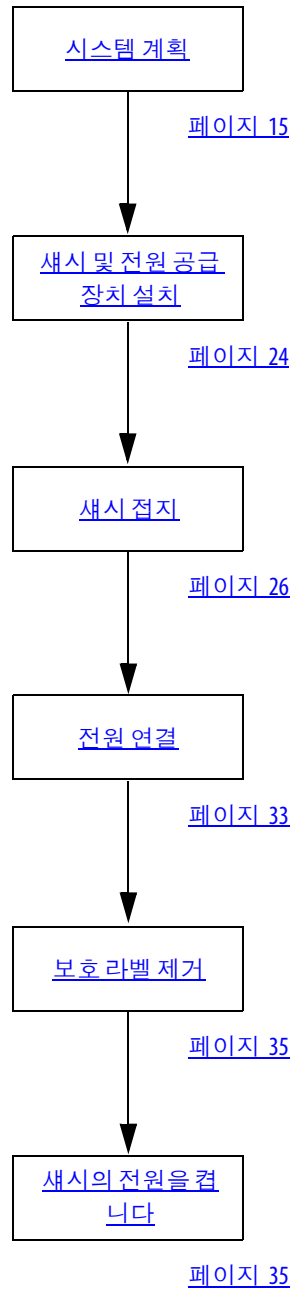 시스템 계획
페이지 15
섀시 및 전원 공급
장치 설치
페이지 24
섀시 접지
페이지 26
전원 연결
페이지 33
보호 라벨 제거
페이지 35
섀시의 전원을 켭
니다
페이지 35